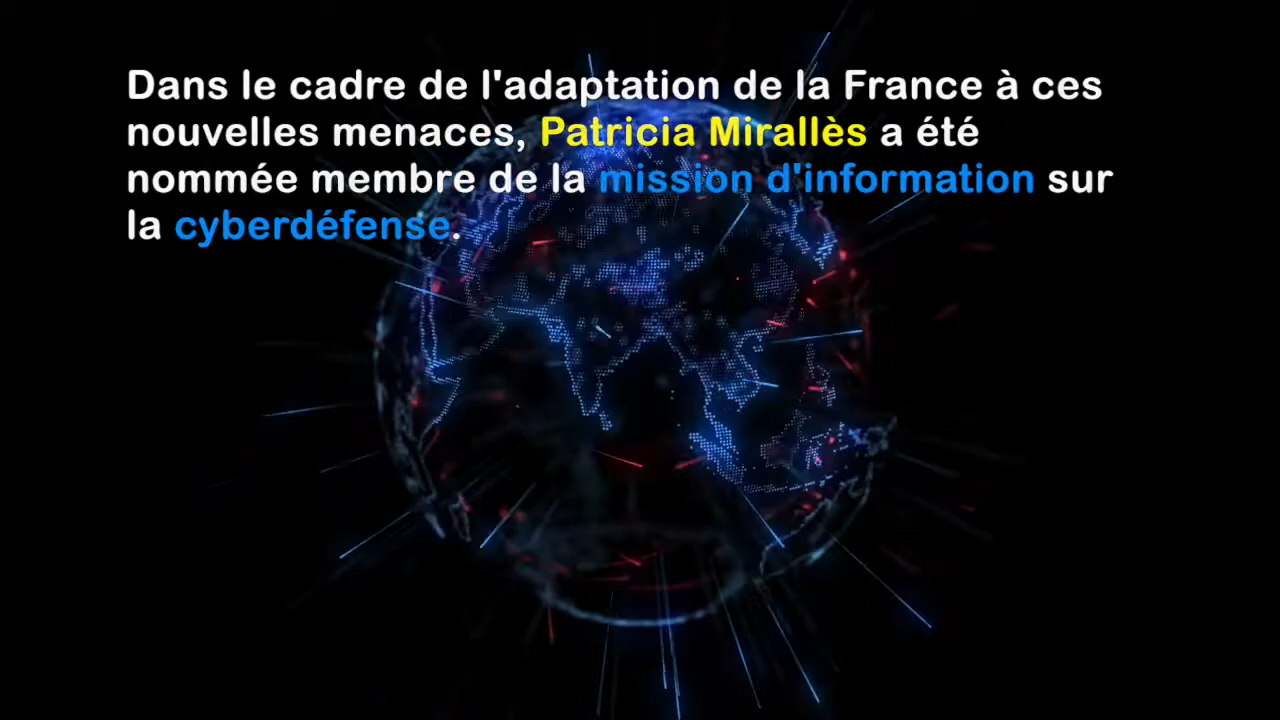 Dans le cadre de l'adaptation de la France à ces
nouvelles menaces, Patricia Mirallès a été
nommée membre de la mission d'information sur
la cyberdéfense.